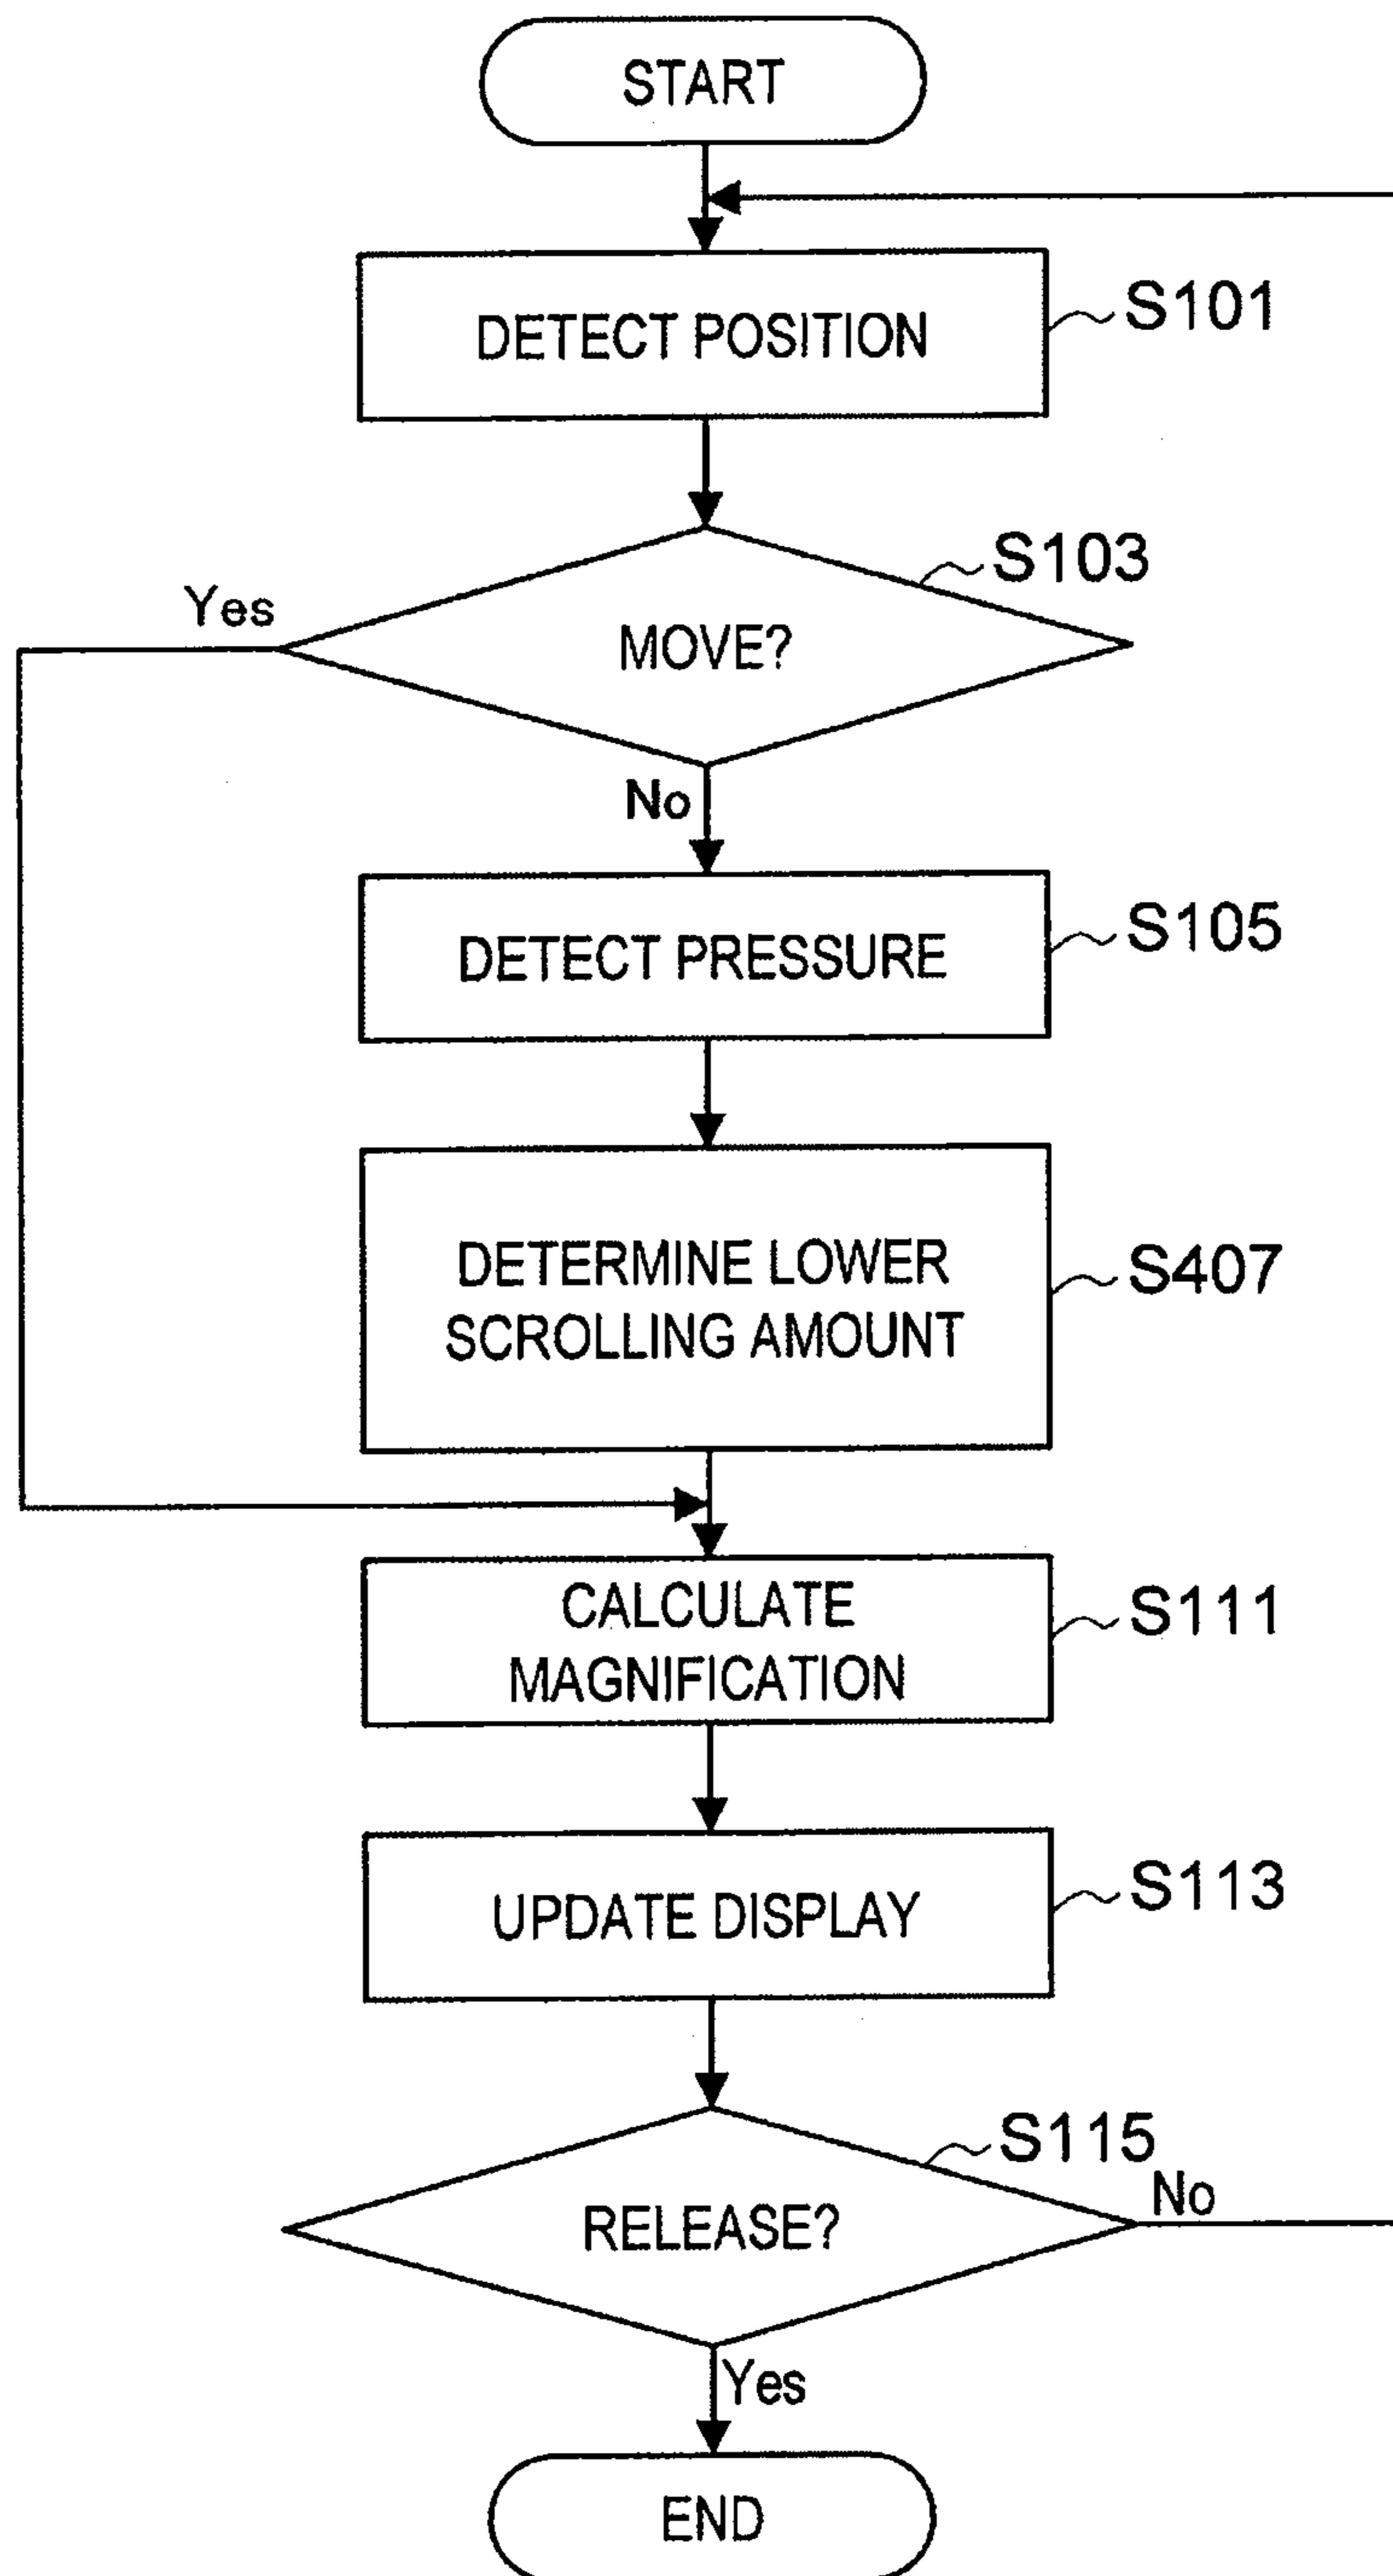 START
DETECT POSITION
S101
S103
Yes
MOVE?
No
DETECT PRESSURE
S105
DETERMINE LOWER
SCROLLING AMOUNT
S407
CALCULATE
MAGNIFICATION
S111
UPDATE DISPLAY
S113
S115
RELEASE?
No
Yes
END